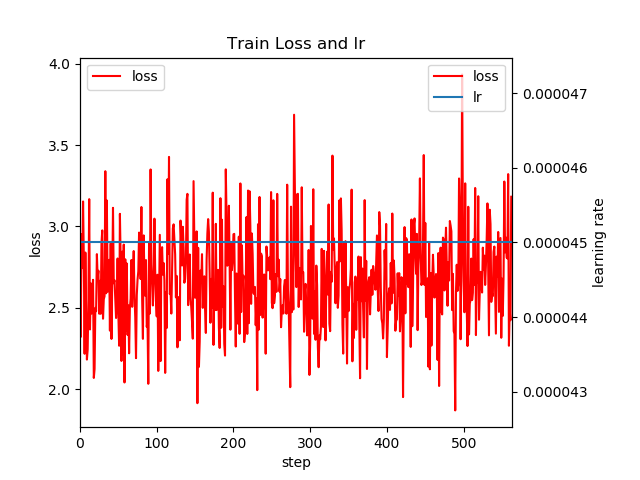 Train Loss and lr
loss
loss
lr
4.0
3.5
3.0
2.5
2.0
loss
0.000047
0.000046
0.000045
0.000044
0.000043
learning rate
0 100 200 300 400 500
step